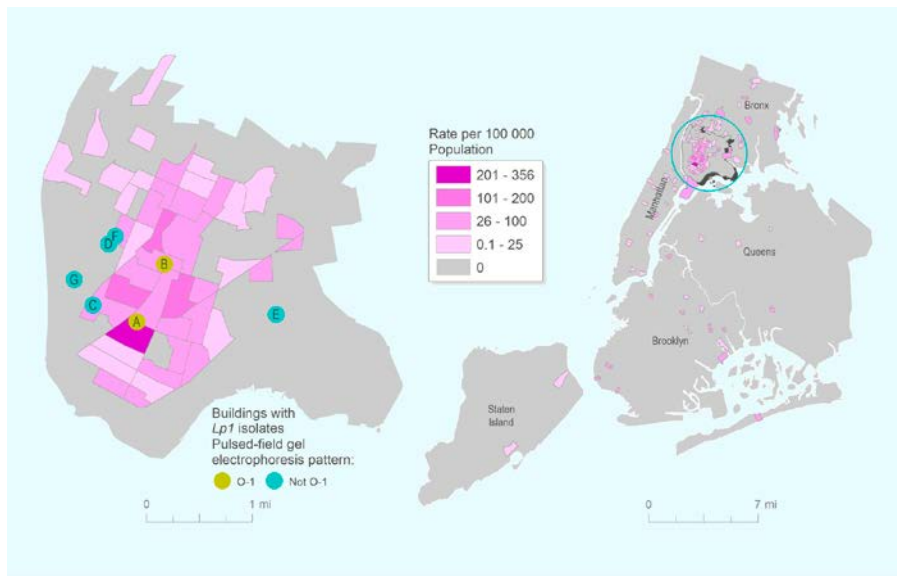 Rate per 100 000
Population
201 - 356
101 - 200
26 - 100
0.1 - 25
0
F
D
B
G
C
A
E
Buildings with
Lp1 isolates
Pulsed-field gel
electrophoresis pattern:
O-1 Not O-1
0 1 mi
Bronx
Manhattan
Queens
Brooklyn
Staten
Island
0 7 mi